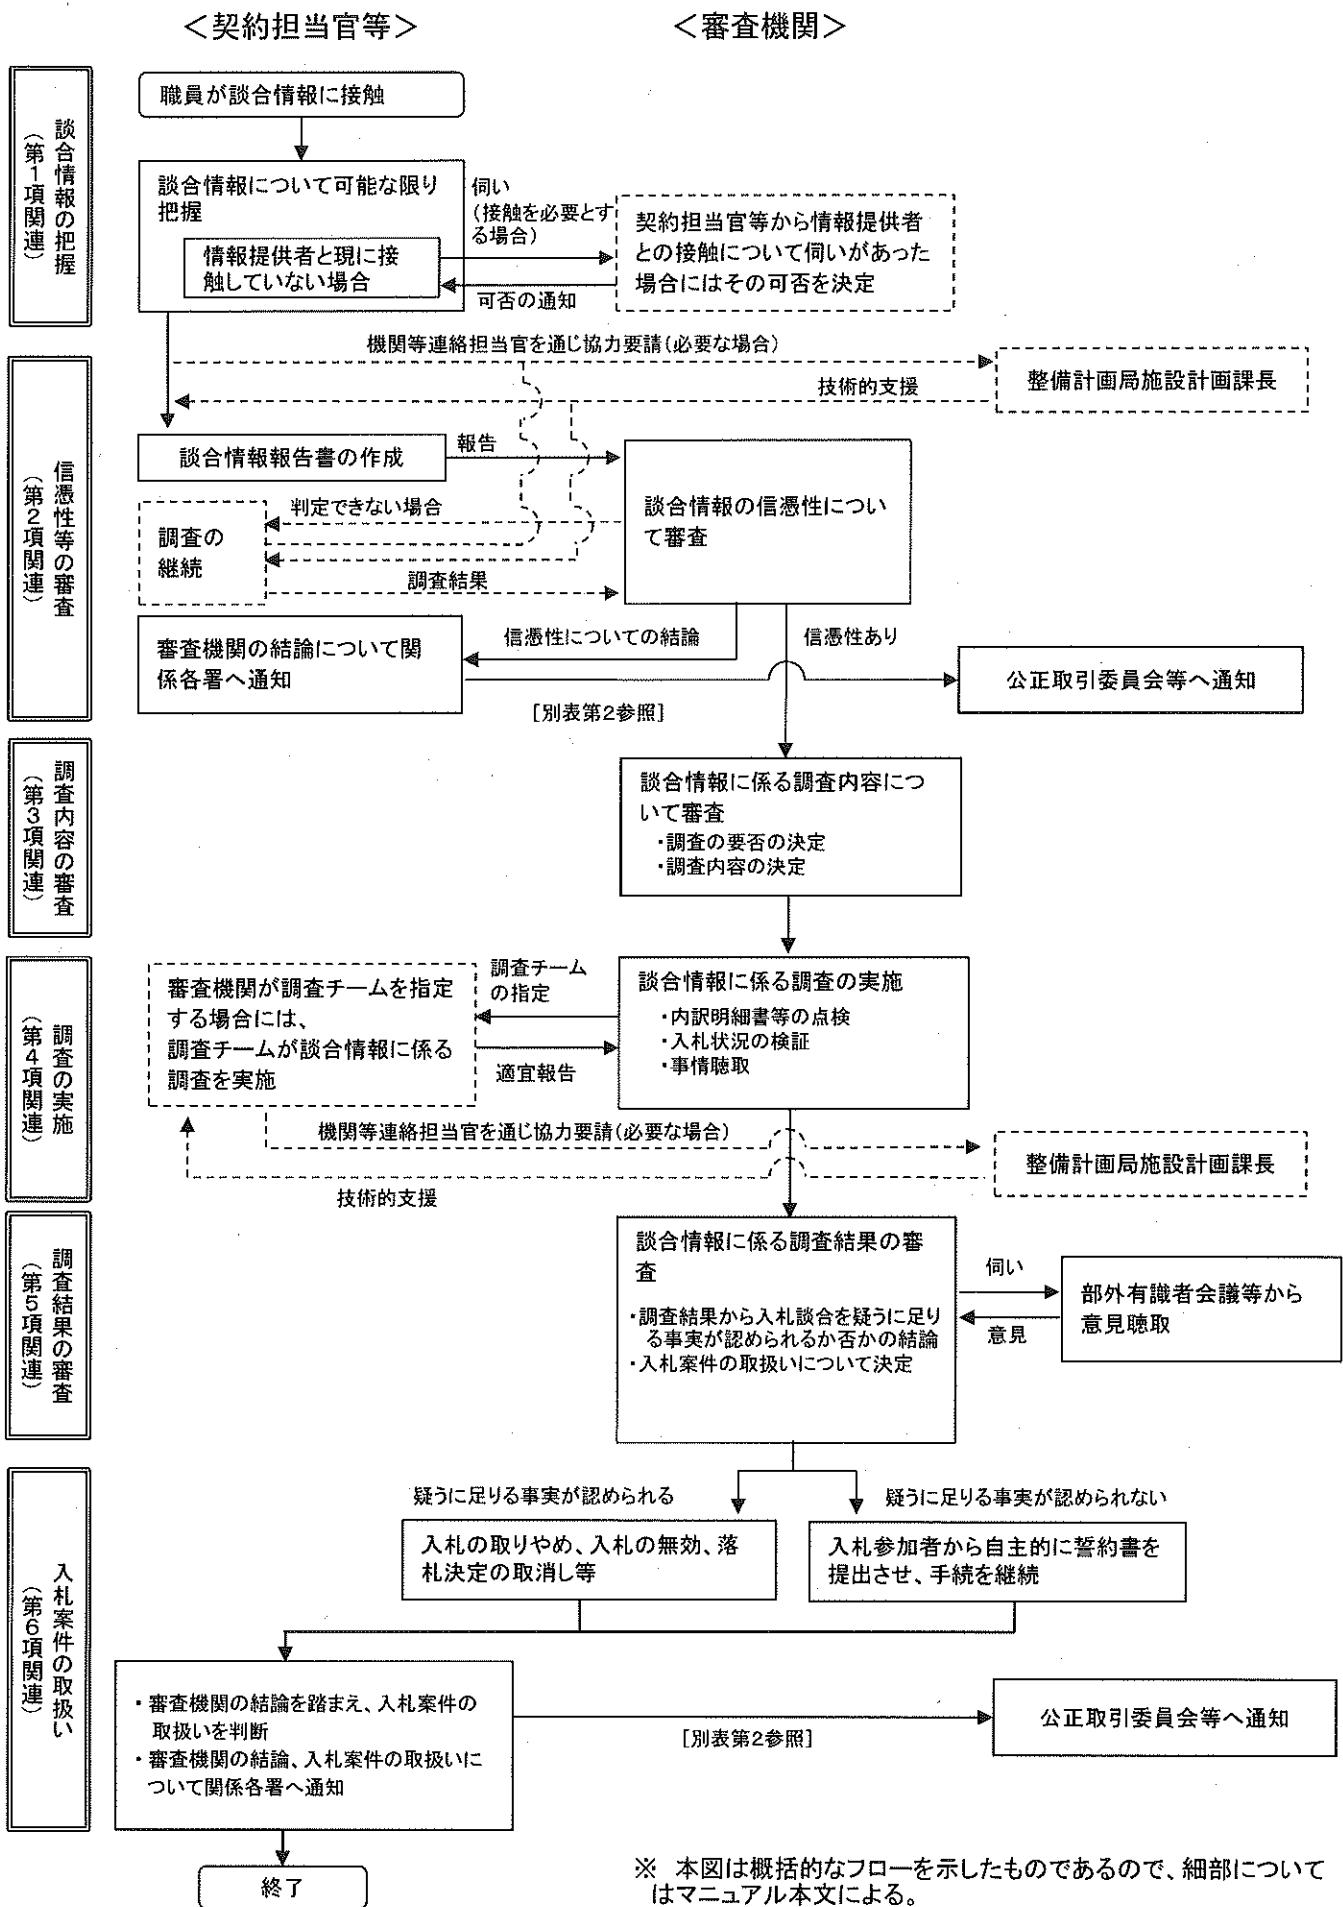 ＜契約担当官等＞
＜審査機関＞
談合情報の把握
（第1項関連）
職員が談合情報に接触
談合情報について可能な限り
把握
情報提供者と現に接
触していない場合
伺い
(接触を必要とす
る場合)
可否の通知
契約担当官等から情報提供者
との接触について伺いがあった
場合にはその可否を決定
信憑性等の審査
（第2項関連）
機関等連絡担当官を通じ協力要請(必要な場合)
技術的支援
整備計画局施設計画課長
談合情報報告書の作成
報告
談合情報の信憑性につい
て審査
判定できない場合
調査の
継続
調査結果
信憑性についての結論
信憑性あり
審査機関の結論について関
係各署へ通知
[別表第2参照]
公正取引委員会等へ通知
調査内容の審査
（第3項関連）
談合情報に係る調査内容につ
いて審査
・調査の要否の決定
・調査内容の決定
調査の実施
（第4項関連）
審査機関が調査チームを指定
する場合には、
調査チームが談合情報に係る
調査を実施
調査チーム
の指定
適宜報告
談合情報に係る調査の実施
・内訳明細書等の点検
・入札状況の検証
・事情聴取
機関等連絡担当官を通じ協力要請(必要な場合)
技術的支援
整備計画局施設計画課長
調査結果の審査
（第5項関連）
談合情報に係る調査結果の審
査
・調査結果から入札談合を疑うに足り
る事実が認められるか否かの結論
・入札案件の取扱いについて決定
伺い
意見
部外有識者会議等から
意見聴取
入札案件の取扱い
（第6項関連）
疑うに足りる事実が認められる
疑うに足りる事実が認められない
入札の取りやめ、入札の無効、落
札決定の取消し等
入札参加者から自主的に誓約書を
提出させ、手続を継続
・審査機関の結論を踏まえ、入札案件の
取扱いを判断
・審査機関の結論、入札案件の取扱いに
ついて関係各署へ通知
[別表第2参照]
公正取引委員会等へ通知
終了
※　本図は概括的なフローを示したものであるので、細部について
はマニュアル本文による。